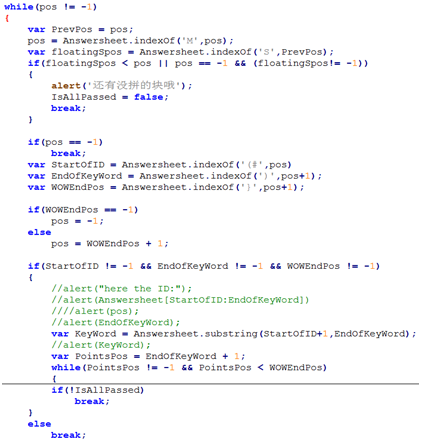 while(pos != -1)
{
var PrevPos = pos;
pos = Answersheet.indexOf('M',pos);
var floatingSpos = Answersheet.indexOf('S',PrevPos);
if(floatingSpos < pos || pos == -1 && (floatingSpos!= -1))
{
alert('还有没拼的块哦');
IsAllPassed = false;
break;
}
if(pos == -1)
break;
var StartOfID = Answersheet.indexOf('(#',pos)
var EndOfKeyWord = Answersheet.indexOf(')',pos+1);
var WOWEndPos = Answersheet.indexOf('}',pos+1);
if(WOWEndPos == -1)
pos = -1;
else
pos = WOWEndPos + 1;
if(StartOfID != -1 && EndOfKeyWord != -1 && WOWEndPos != -1)
{
//alert("here the ID:");
//alert(Answersheet[StartOfID:EndOfKeyWord])
////alert(pos);
//alert(EndOfKeyWord);
var KeyWord = Answersheet.substring(StartOfID+1,EndOfKeyWord);
//alert(KeyWord);
var PointsPos = EndOfKeyWord + 1;
while(PointsPos != -1 && PointsPos < WOWEndPos)
{
if(!IsAllPassed)
break;
}
else
break;